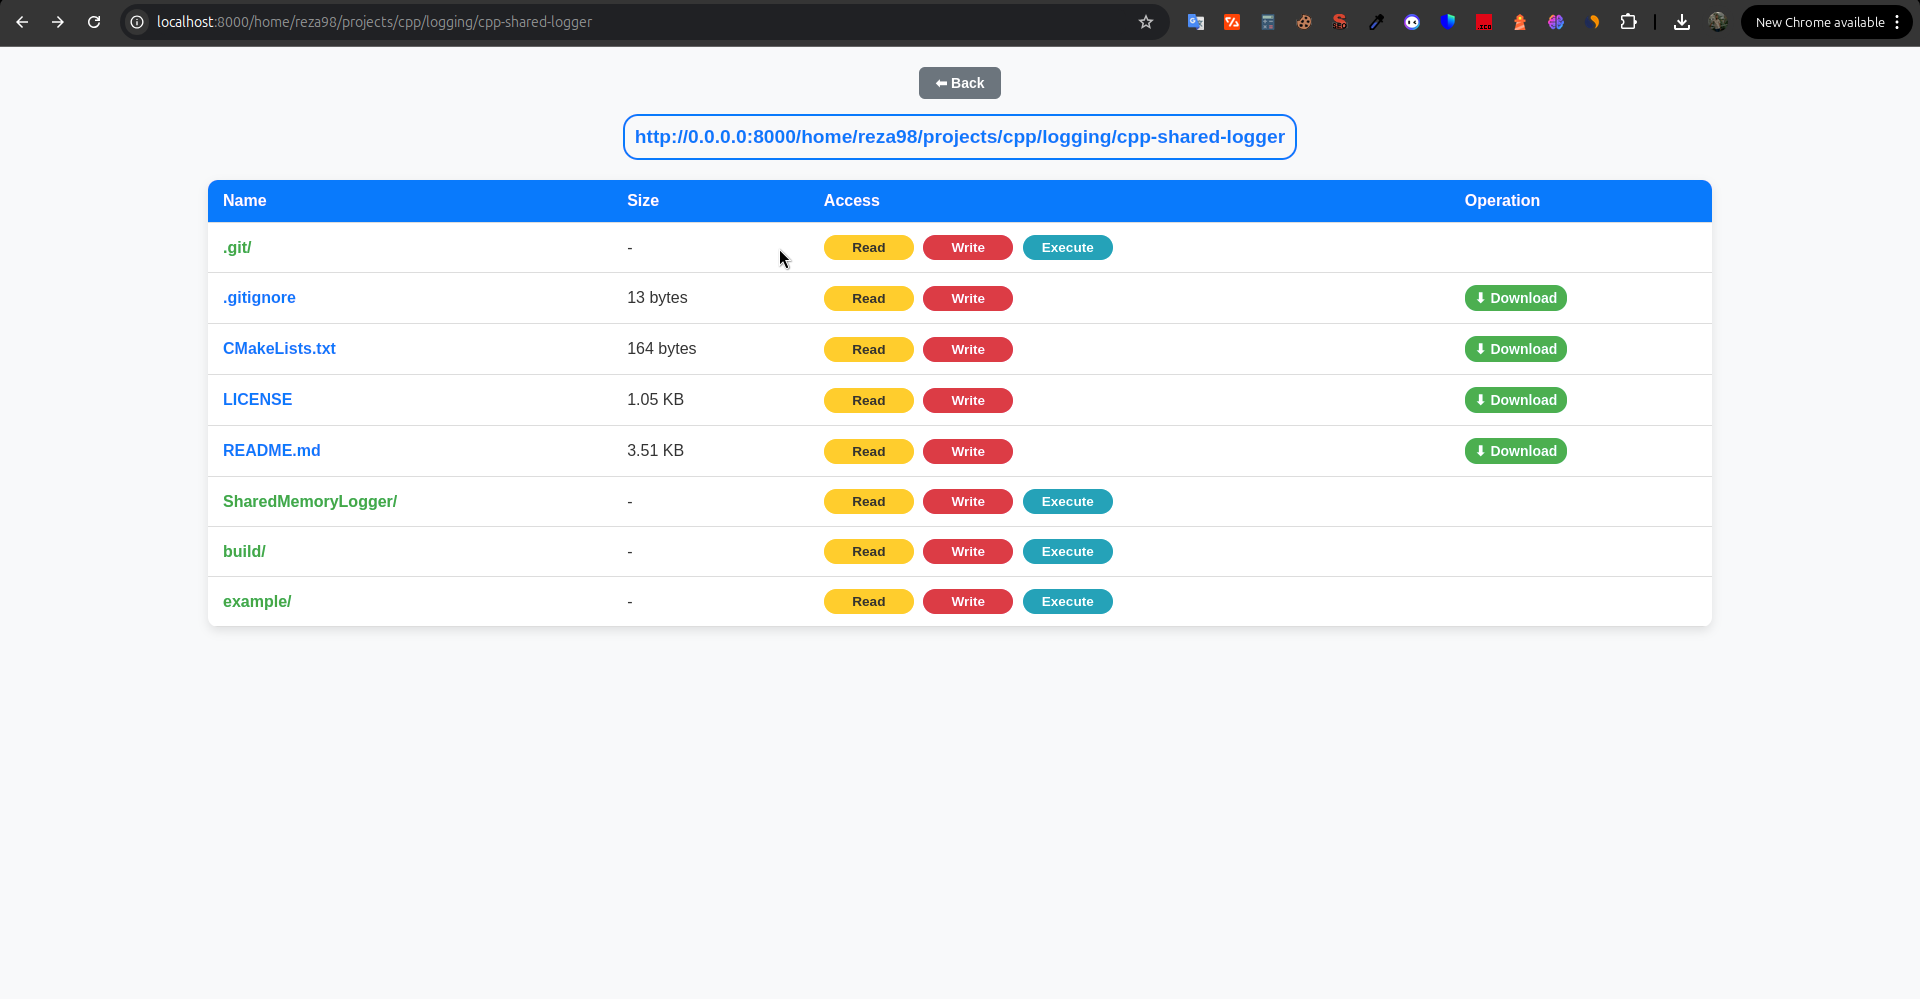 localhost:8000/home/reza98/projects/cpp/logging/cpp-shared-logger New Chrome available
⬅ Back
http://0.0.0.0:8000/home/reza98/projects/cpp/logging/cpp-shared-logger
Name Size Access Operation
.git/ - Read Write Execute
.gitignore 13 bytes Read Write ⬇ Download
CMakeLists.txt 164 bytes Read Write ⬇ Download
LICENSE 1.05 KB Read Write ⬇ Download
README.md 3.51 KB Read Write ⬇ Download
SharedMemoryLogger/ - Read Write Execute
build/ - Read Write Execute
example/ - Read Write Execute